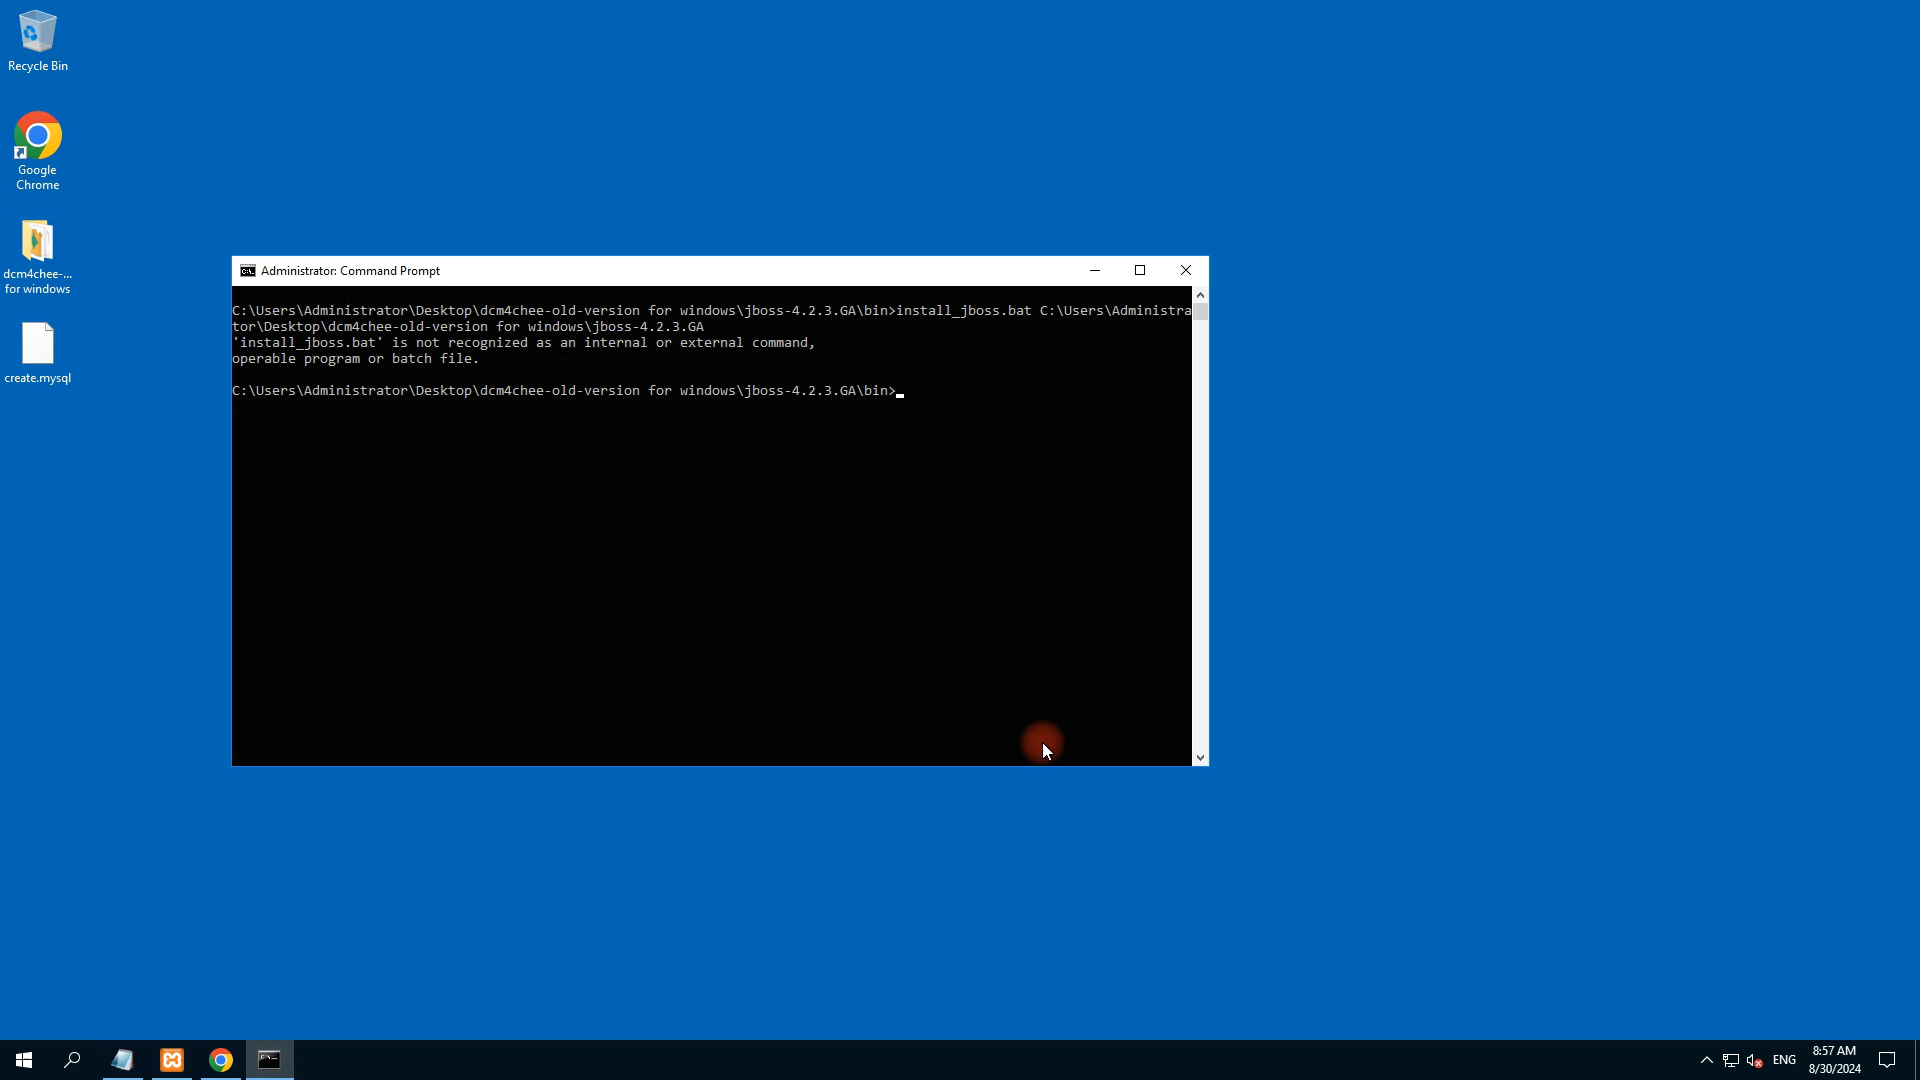 Recycle Bin
Google
Chrome
dcm4chee-...
for windows
create.mysql
Administrator: Command Prompt
C:\Users\Administrator\Desktop\dcm4chee-old-version for windows\jboss-4.2.3.GA\bin>install_jboss.bat C:\Users\Administra
tor\Desktop\dcm4chee-old-version for windows\jboss-4.2.3.GA
'install_jboss.bat' is not recognized as an internal or external command,
operable program or batch file.
C:\Users\Administrator\Desktop\dcm4chee-old-version for windows\jboss-4.2.3.GA\bin>
ENG
8:57 AM
8/30/2024